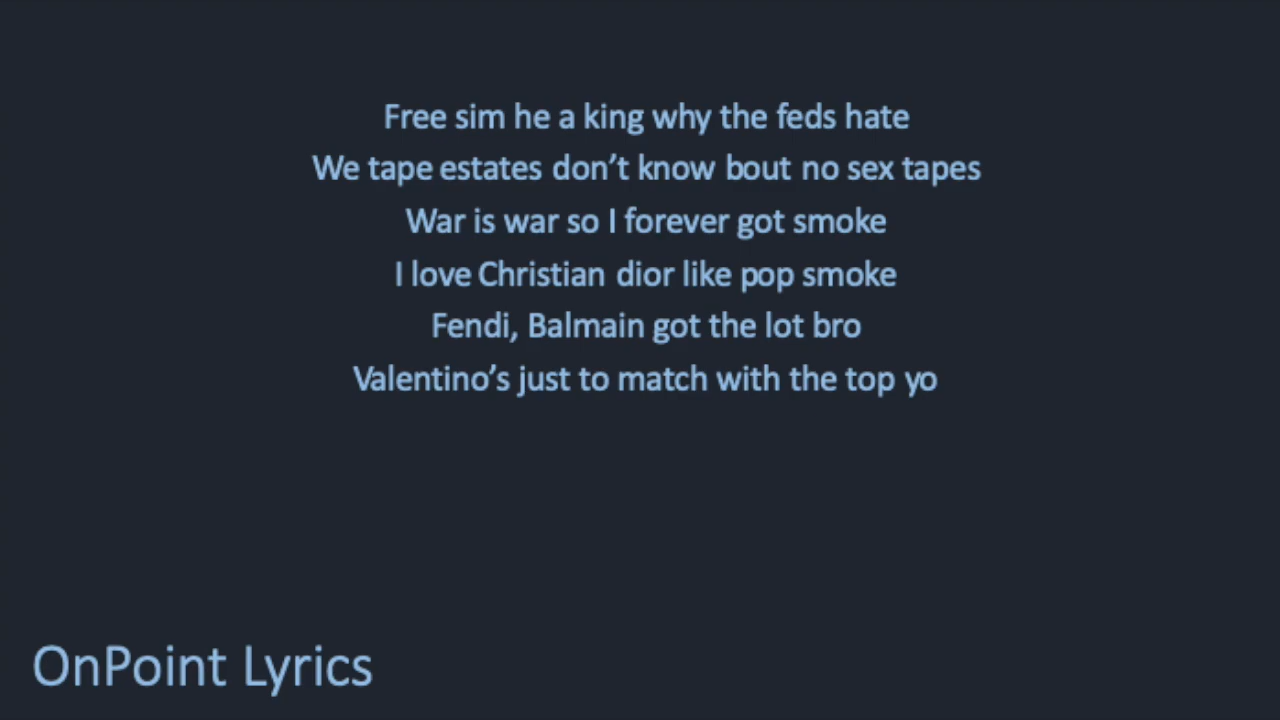 Free sim he a king why the feds hate
We tape estates don’t know bout no sex tapes
War is war so I forever got smoke
I love Christian dior like pop smoke
Fendi, Balmain got the lot bro
Valentino’s just to match with the top yo
OnPoint Lyrics